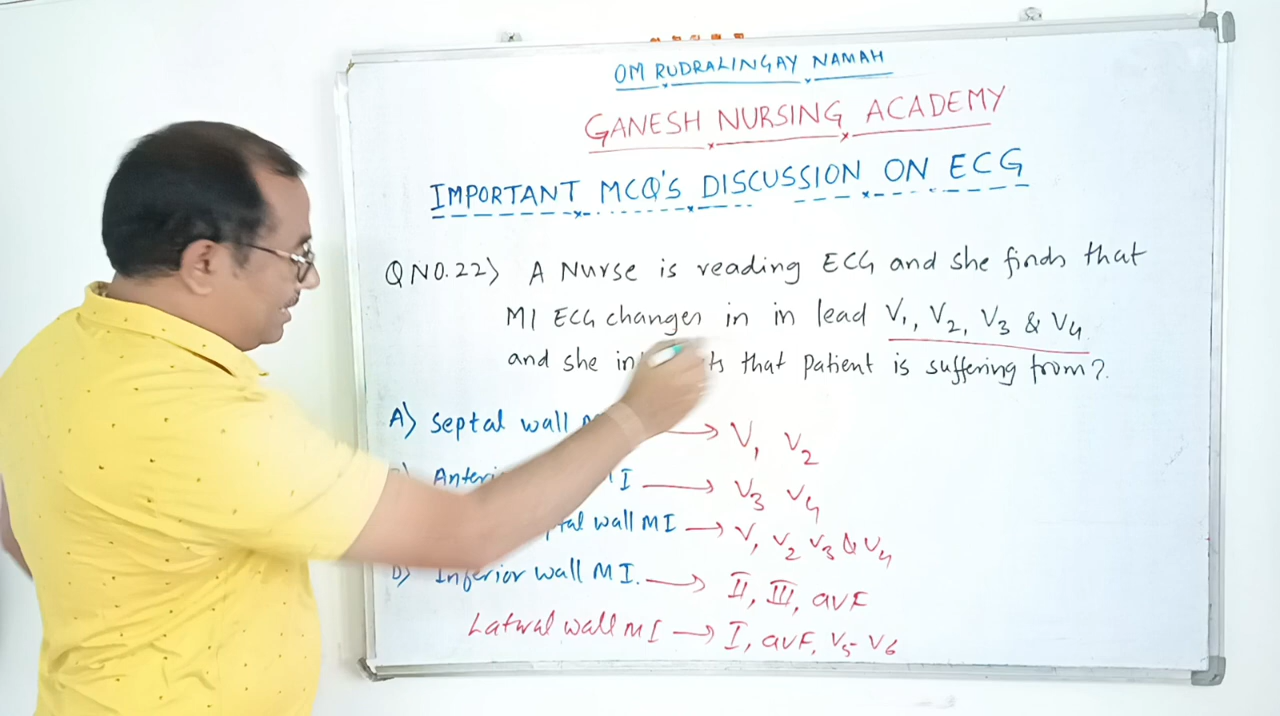 OM RUDRALINGAY NAMAH
GANESH NURSING ACADEMY
IMPORTANT MCQ'S DISCUSSION ON ECG
QNO.22) A Nurse is reading ECG and she finds that
MI ECG changes in in lead V1, V2, V3 & V4
and she that patient is suffering from?
A) Septal wall → V1 V2
MI → V3 V4
wall MI → V1 V2 V3 & V4
D) Inferior wall MI. → II, III, avF
Latural wall MI → I, avF, V5 V6